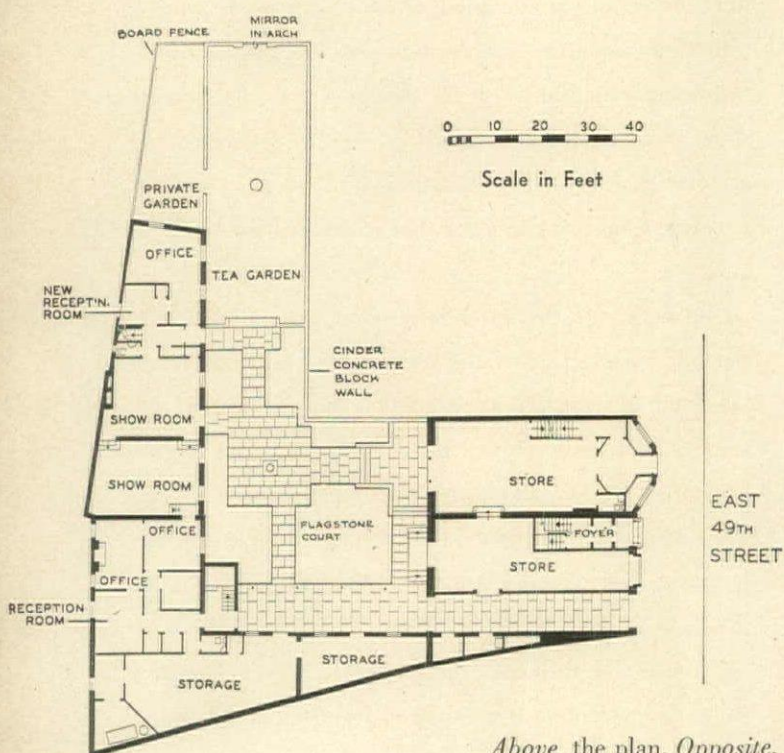 MIRROR
IN ARCH
BOARD FENCE
0 10 20 30 40
Scale in Feet
PRIVATE
GARDEN
OFFICE
TEA GARDEN
NEW
RECEPT'N.
ROOM
CINDER
CONCRETE
BLOCK
WALL
SHOW ROOM
STORE
SHOW ROOM
EAST
49TH
STREET
OFFICE
FLAGSTONE
COURT
FOYER
STORE
OFFICE
RECEPTION
ROOM
STORAGE
STORAGE
Above, the plan. Opposite,